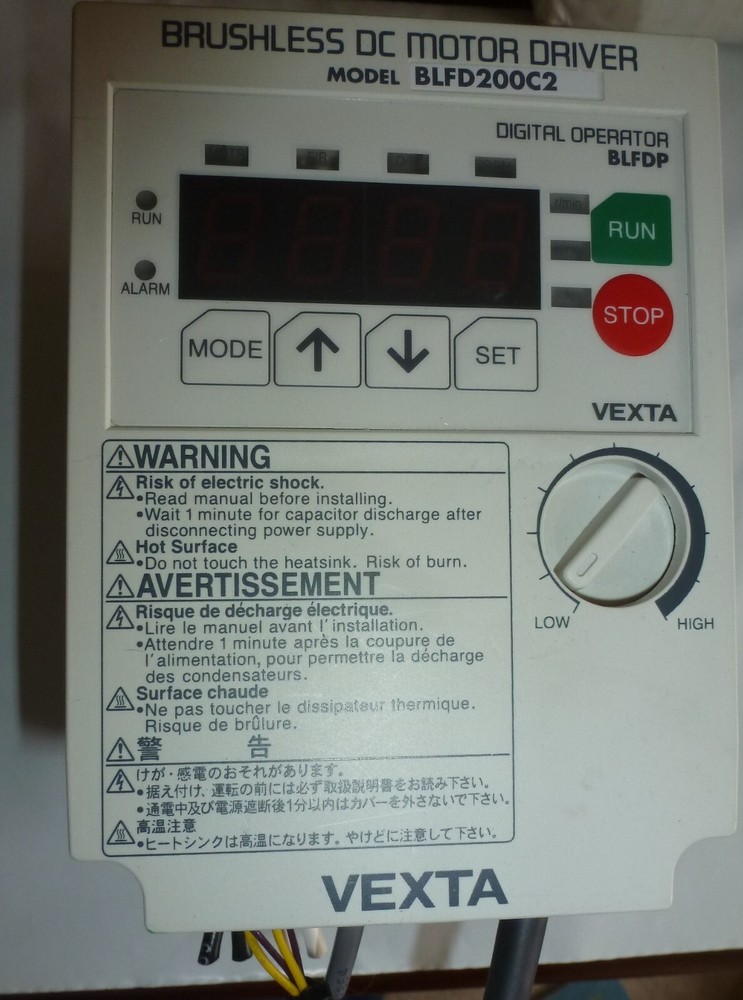 BRUSHLESS DC MOTOR DRIVER
MODEL BLFD200C2
DIGITAL OPERATOR
BLFDP
r/min
RUN
RUN
ALARM
STOP
MODE
SET
VEXTA
WARNING
Risk of electric shock.
•Read manual before installing.
•Wait 1 minute for capacitor discharge after
disconnecting power supply.
Hot Surface
•Do not touch the heatsink. Risk of burn.
AVERTISSEMENT
Risque de décharge électrique.
•Lire le manuel avant l'installation.
•Attendre 1 minute après la coupure de
l'alimentation, pour permettre la décharge
des condensateurs.
Surface chaude
•Ne pas toucher le dissipateur thermique.
Risque de brûlure.
警 告
けが・感電のおそれがあります。
•据え付け、運転の前には必ず取扱説明書をお読み下さい。
•通電中及び電源遮断後1分以内はカバーを外さないで下さい。
高温注意
•ヒートシンクは高温になります。やけどに注意して下さい。
LOW
HIGH
VEXTA